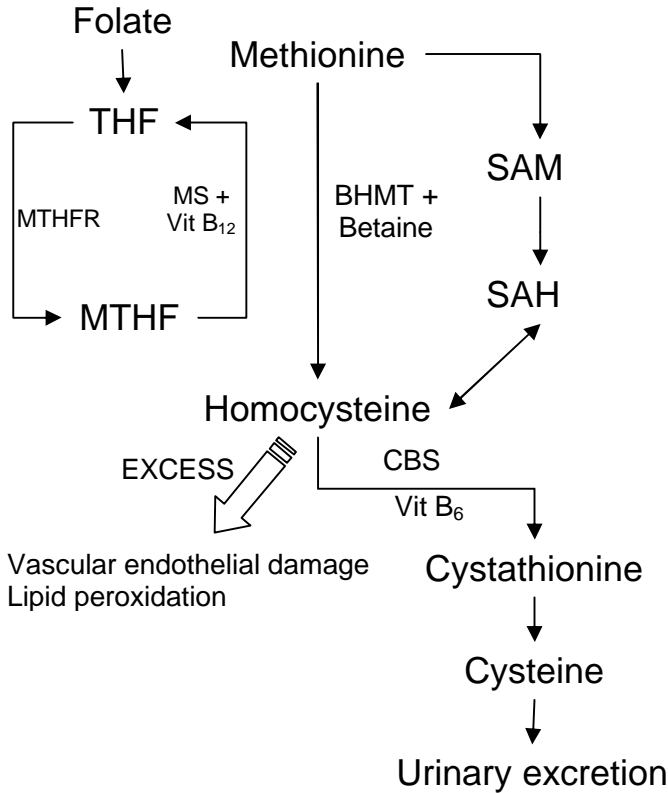 Folate
THF
MTHFR
MS +
Vit B₁₂
MTHF
Methionine
BHMT +
Betaine
SAM
SAH
Homocysteine
EXCESS
Vascular endothelial damage
Lipid peroxidation
CBS
Vit B₆
Cystathionine
Cysteine
Urinary excretion